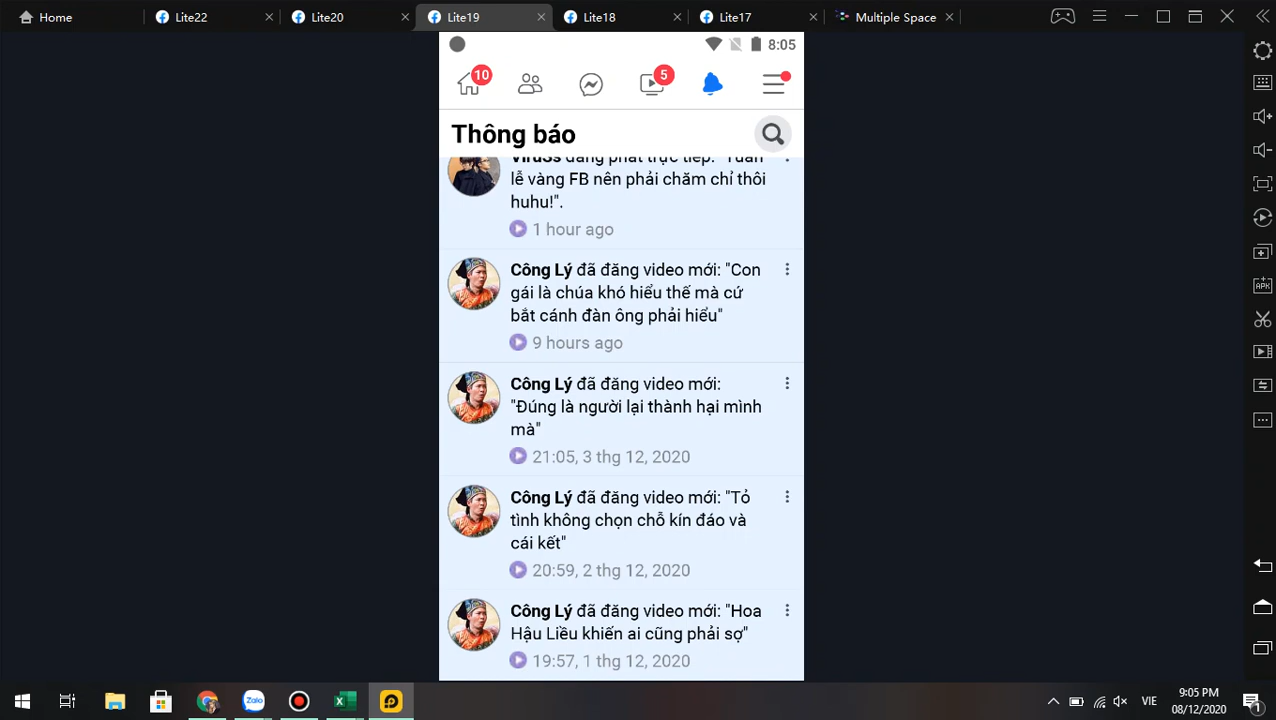 Home
Lite22
Lite20
Lite19
Lite18
Lite17
Multiple Space
8:05
10
5
Thông báo
ViruSs đang phát trực tiếp: "Tuần
lễ vàng FB nên phải chăm chỉ thôi
huhu!".
1 hour ago
Công Lý đã đăng video mới: "Con
gái là chúa khó hiểu thế mà cứ
bắt cánh đàn ông phải hiểu"
9 hours ago
Công Lý đã đăng video mới:
"Đúng là người lại thành hại mình
mà"
21:05, 3 thg 12, 2020
Công Lý đã đăng video mới: "Tỏ
tình không chọn chỗ kín đáo và
cái kết"
20:59, 2 thg 12, 2020
Công Lý đã đăng video mới: "Hoa
Hậu Liều khiến ai cũng phải sợ"
19:57, 1 thg 12, 2020
APK
Zalo
VIE
9:05 PM
08/12/2020
1